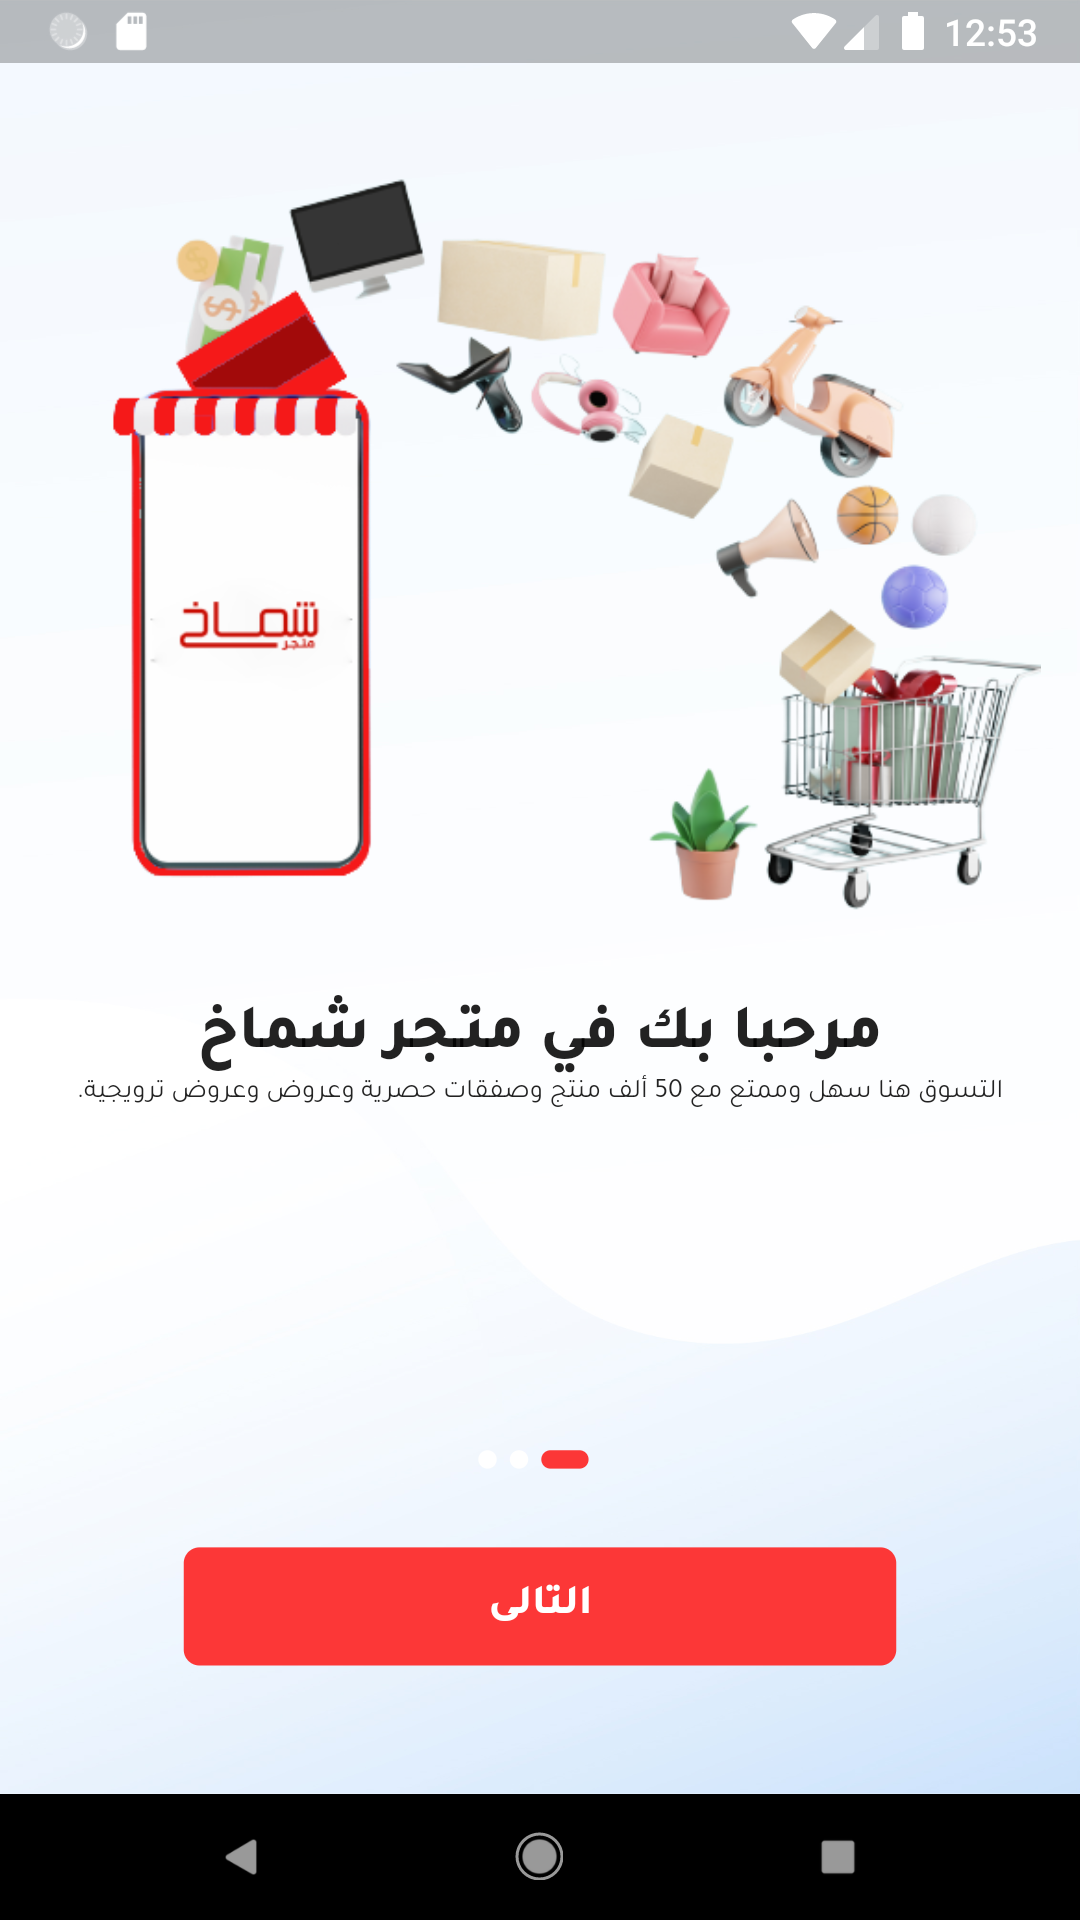 12:53
شماخ
متجر
مرحبا بك في متجر شماخ
التسوق هنا سهل وممتع مع 50 ألف منتج وصفقات حصرية وعروض وعروض ترويجية.
التالى